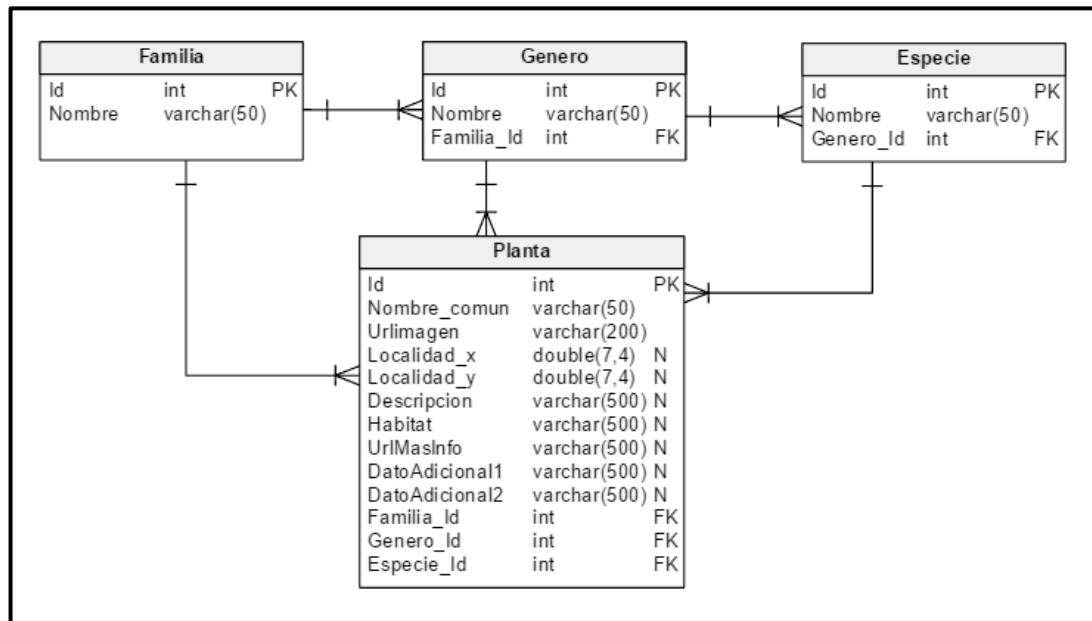 Familia
Id int PK
Nombre varchar(50)
Genero
Id int PK
Nombre varchar(50)
Familia_Id int FK
Especie
Id int PK
Nombre varchar(50)
Genero_Id int FK
Planta
Id int PK
Nombre_comun varchar(50)
UrlImagen varchar(200)
Localidad_x double(7,4) N
Localidad_y double(7,4) N
Descripcion varchar(500) N
Habitat varchar(500) N
UrlMasInfo varchar(500) N
DatoAdicional1 varchar(500) N
DatoAdicional2 varchar(500) N
Familia_Id int FK
Genero_Id int FK
Especie_Id int FK